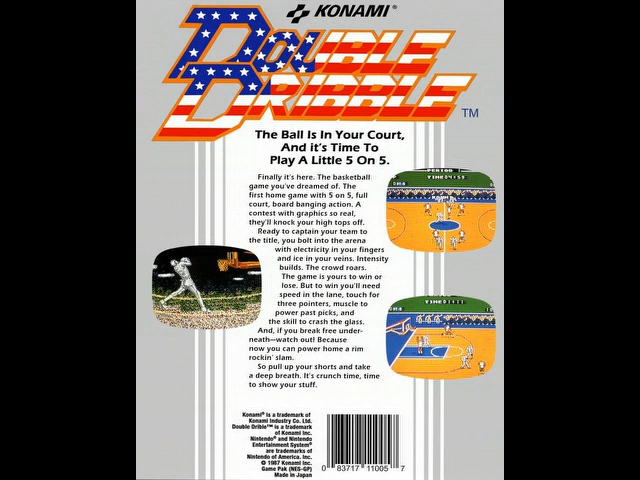 KONAMI®
DOUBLE
DRIBBLE™
The Ball Is In Your Court,
And it's Time To
Play A Little 5 On 5.
Finally it's here. The basketball
game you've dreamed of. The
first home game with 5 on 5, full
court, board banging action. A
contest with graphics so real,
they'll knock your high tops off.
Ready to captain your team to
the title, you bolt into the arena
with electricity in your fingers
and ice in your veins. Intensity
builds. The crowd roars.
The game is yours to win or
lose. But to win you'll need
speed in the lane, touch for
three pointers, muscle to
power past picks, and
the skill to crash the glass.
And, if you break free under-
neath—watch out! Because
now you can power home a rim
rockin' slam.
So pull up your shorts and take
a deep breath. It's crunch time, time
to show your stuff.
PERIOD
TIME
TIME
Konami® is a trademark of
Konami Industry Co. Ltd.
Double Drible™ is a trademark
of Konami Inc.
Nintendo® and Nintendo
Entertainment System®
are trademarks of
Nintendo of America. Inc.
© 1987 Konami Inc.
Game Pak (NES-GP)
Made in Japan
0 83717 11005 7